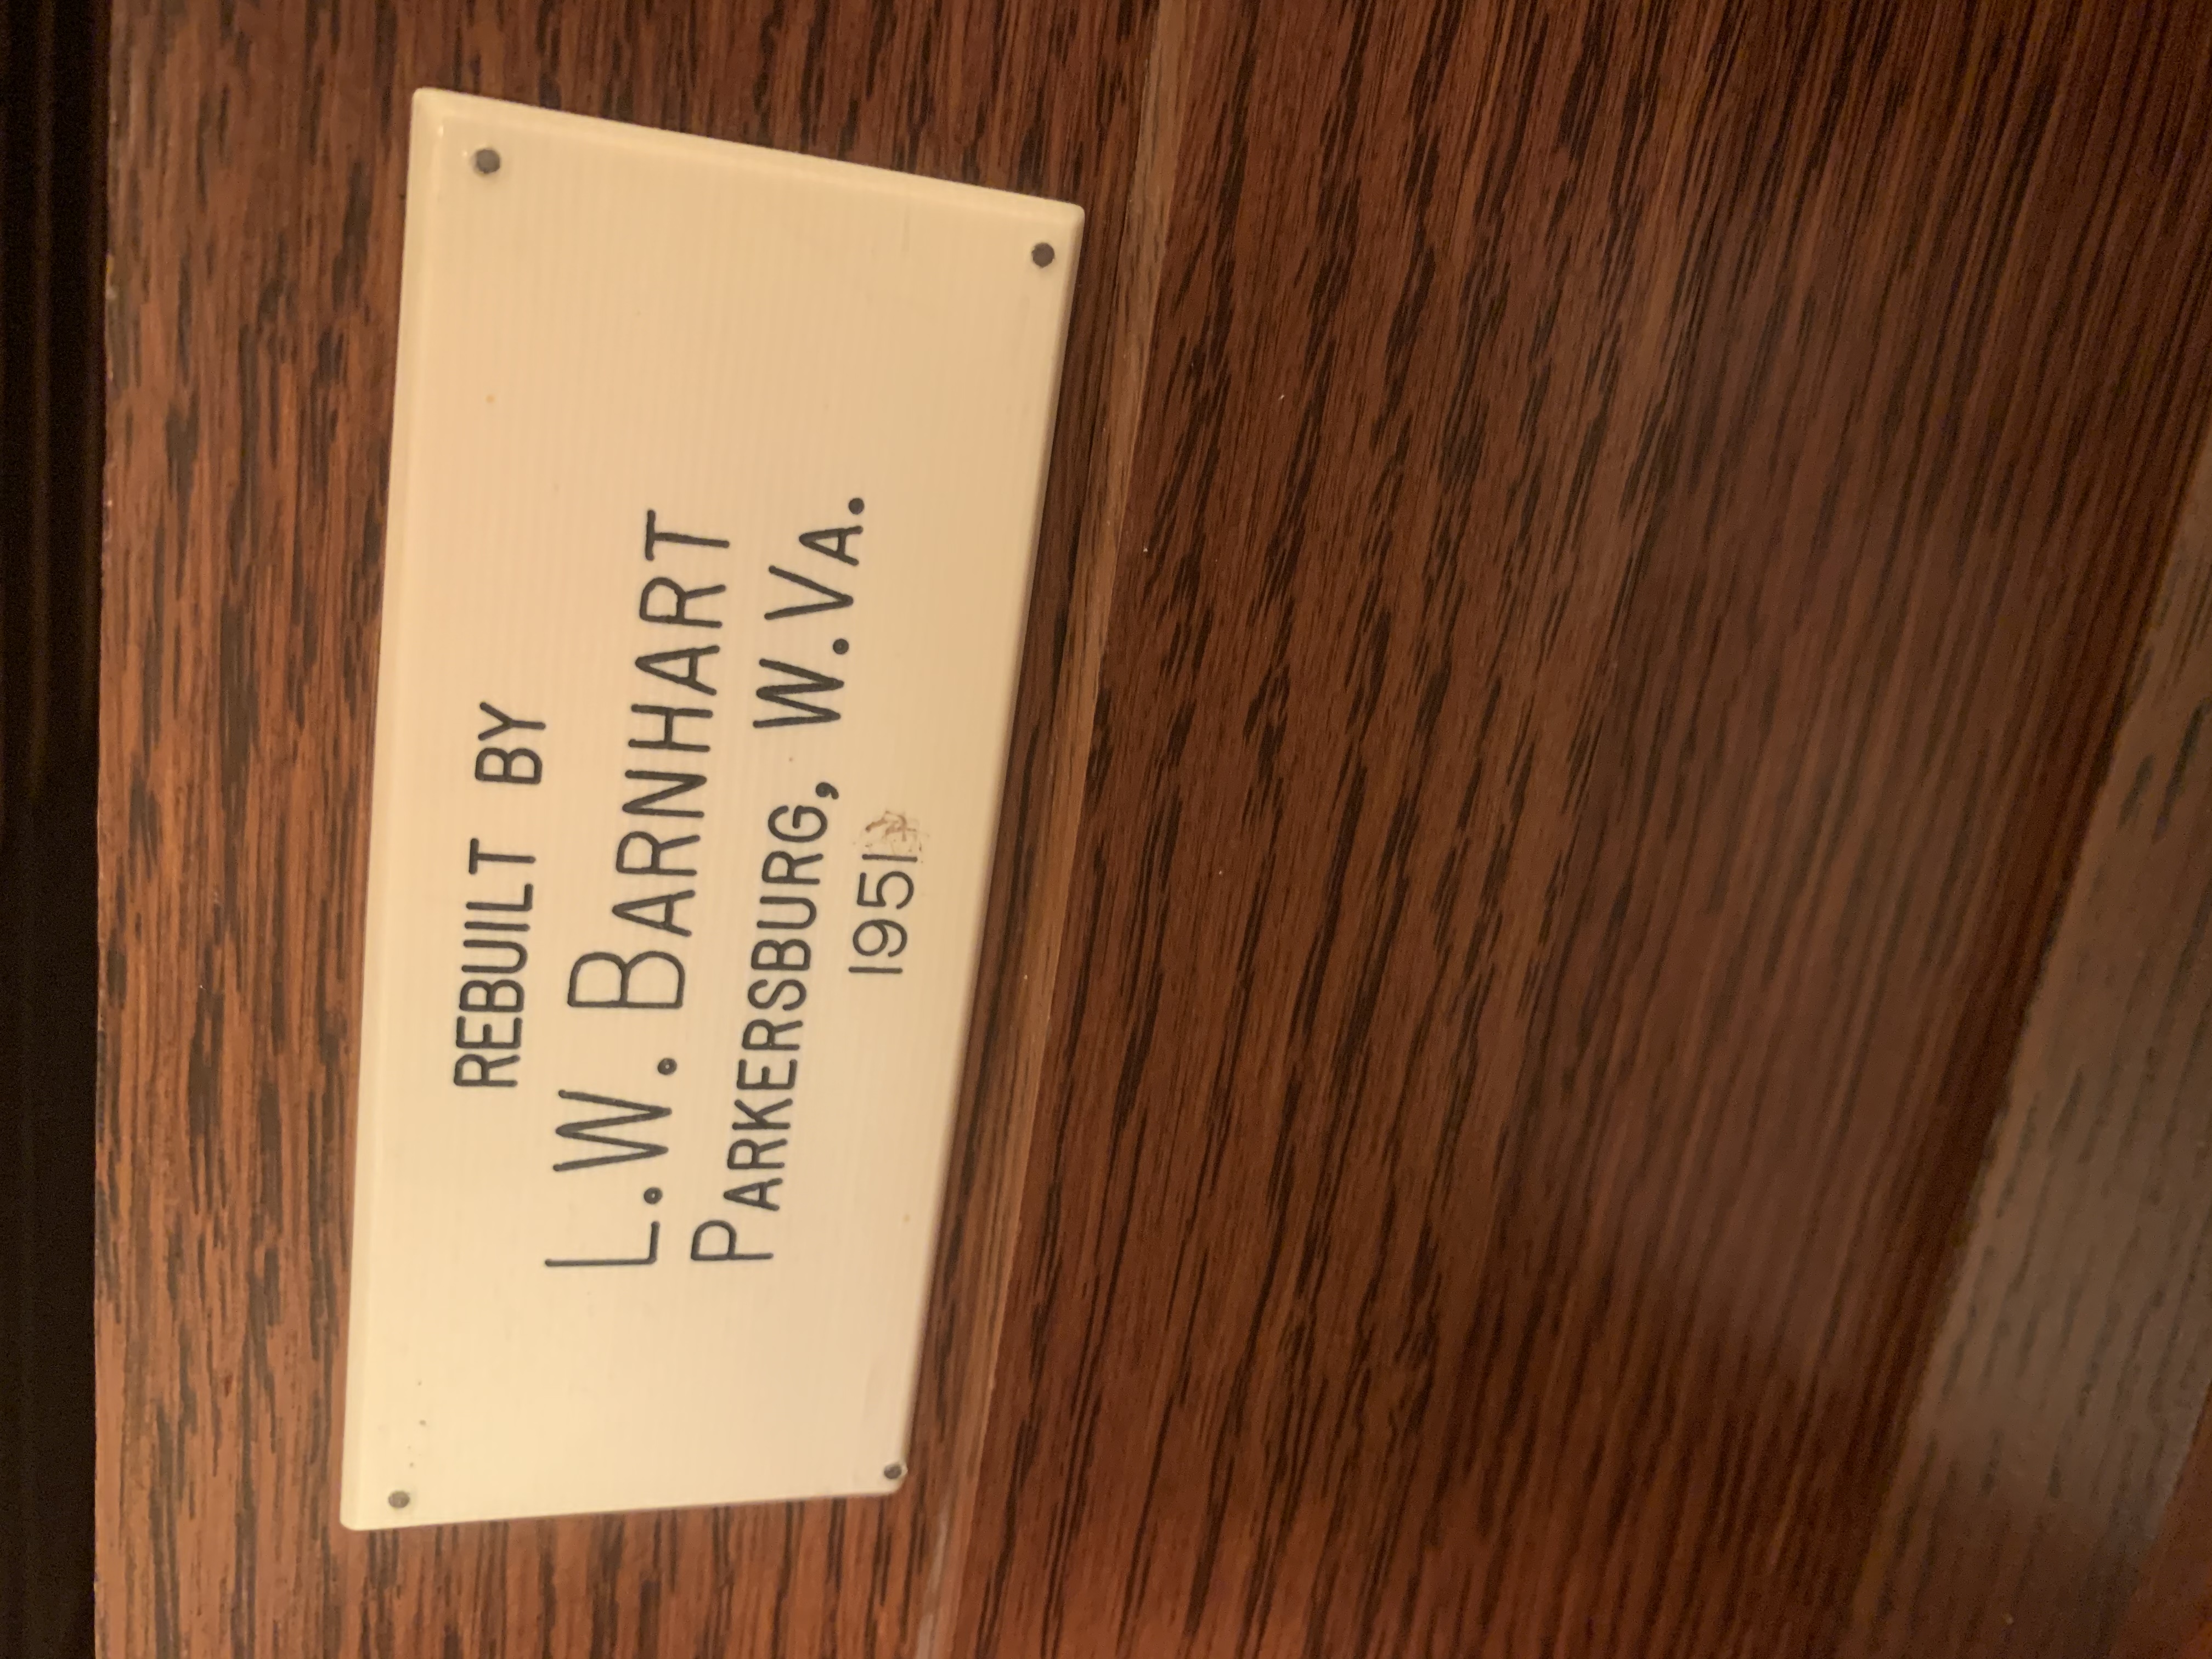 REBUILT BY
L.W. BARNHART
PARKERSBURG, W.VA.
1951